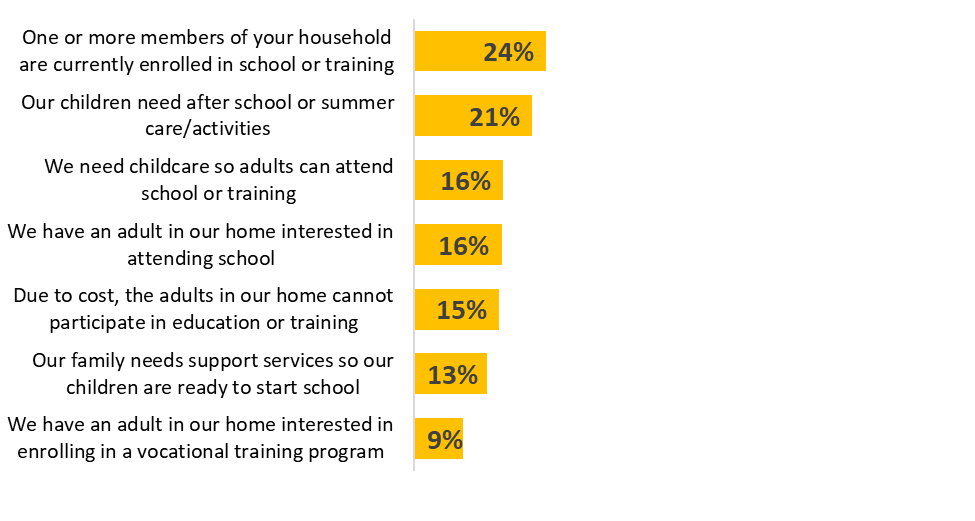 One or more members of your household
are currently enrolled in school or training
24%
Our children need after school or summer
care/activities
21%
We need childcare so adults can attend
school or training
16%
We have an adult in our home interested in
attending school
16%
Due to cost, the adults in our home cannot
participate in education or training
15%
Our family needs support services so our
children are ready to start school
13%
We have an adult in our home interested in
enrolling in a vocational training program
9%